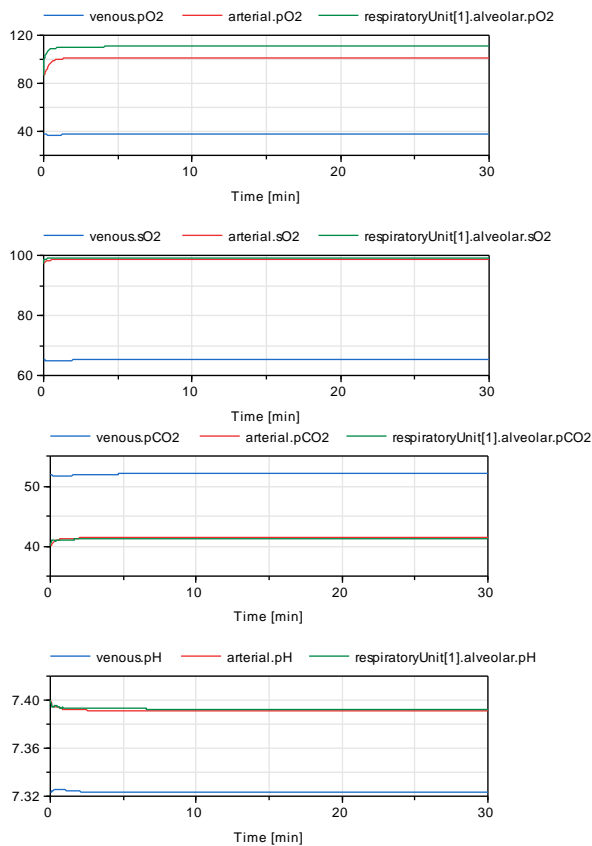 venous.pO2 arterial.pO2 respiratoryUnit[1].alveolar.pO2
120
80
40
0 10 20 30
Time [min]
venous.sO2 arterial.sO2 respiratoryUnit[1].alveolar.sO2
100
80
60
0 10 20 30
Time [min]
venous.pCO2 arterial.pCO2 respiratoryUnit[1].alveolar.pCO2
50
40
0 10 20 30
Time [min]
venous.pH arterial.pH respiratoryUnit[1].alveolar.pH
7.40
7.36
7.32
0 10 20 30
Time [min]